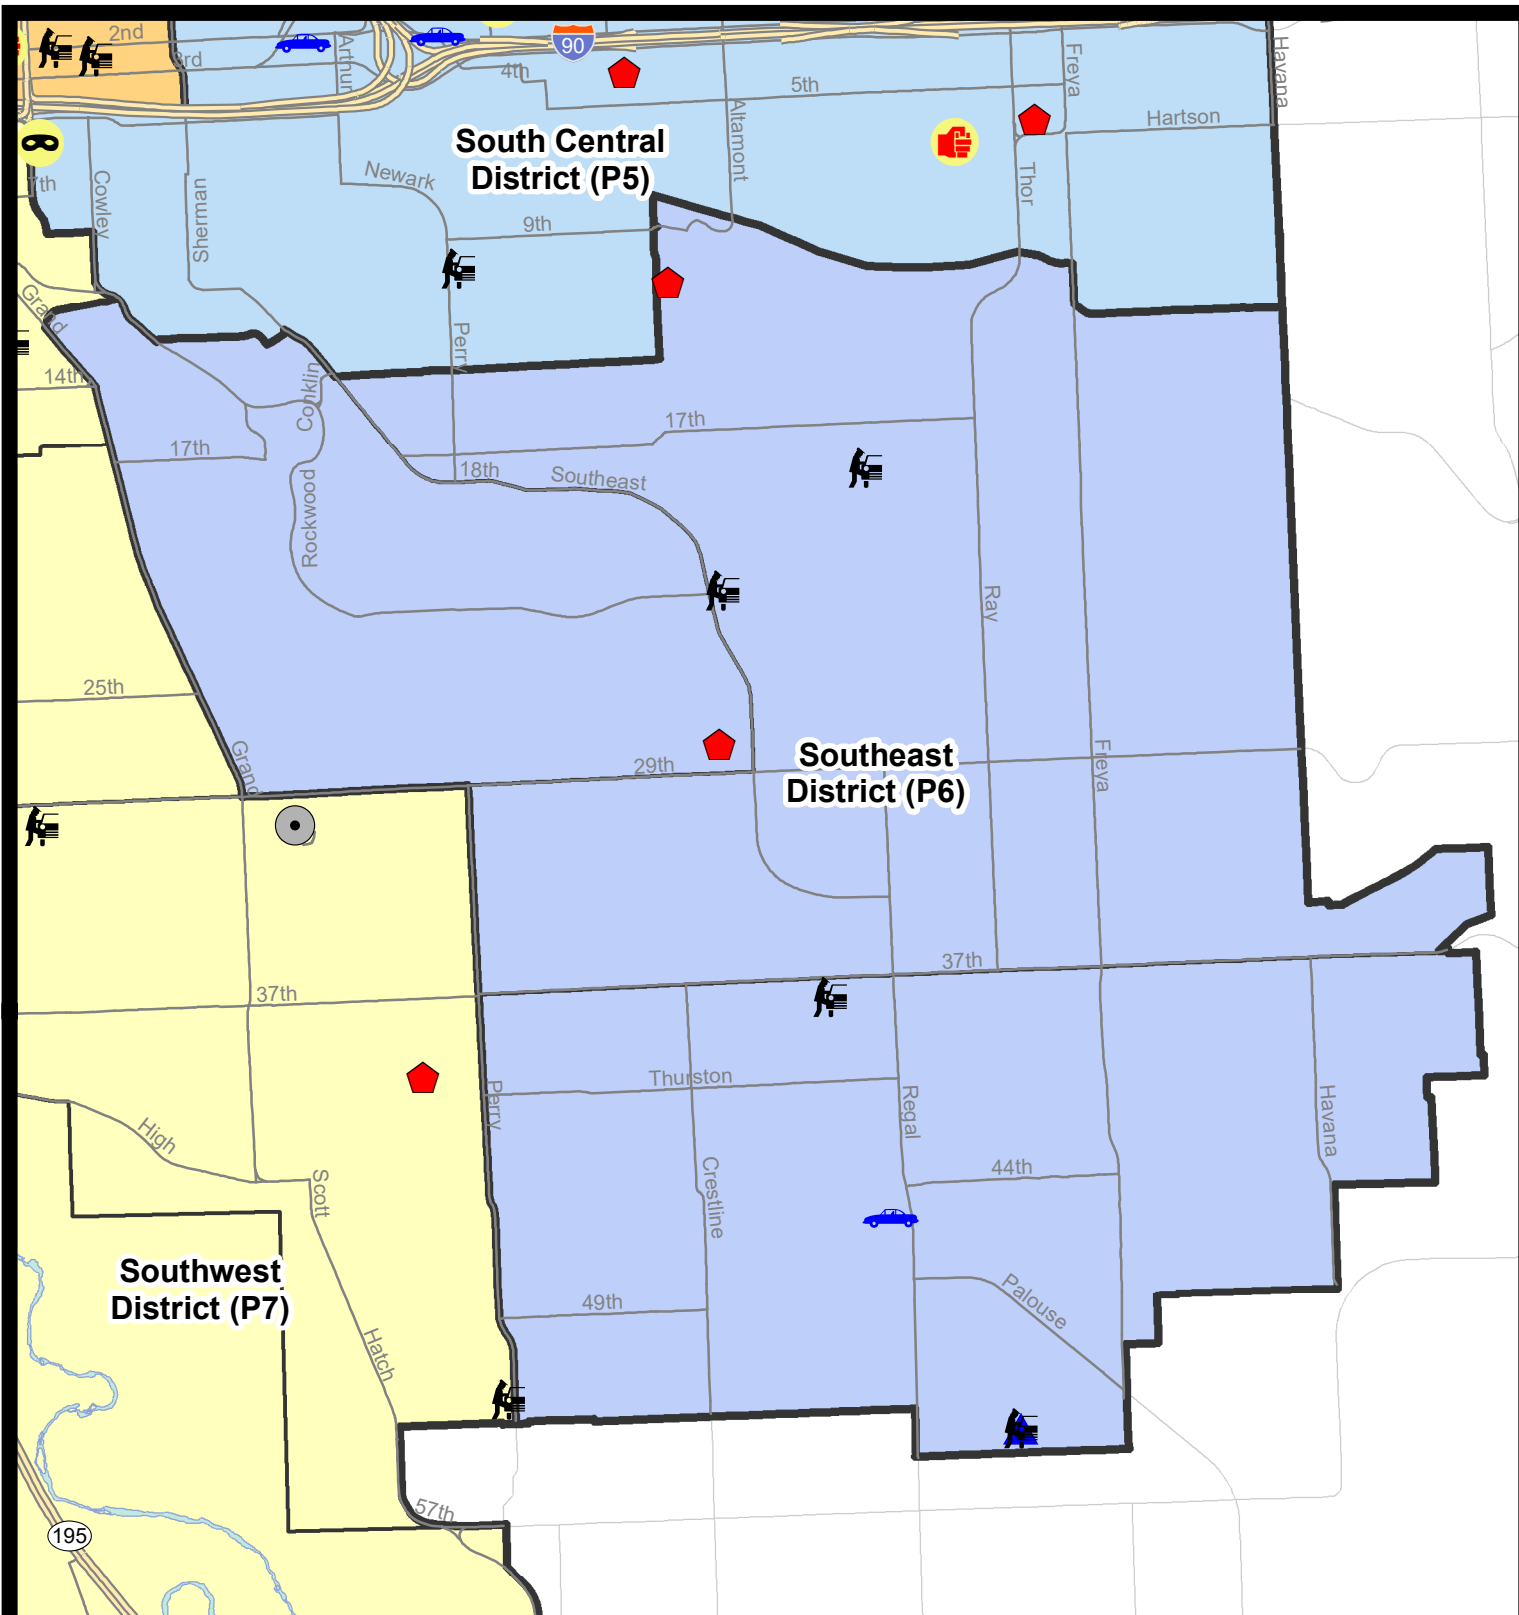 2nd
3rd
Arthur
90
4th
5th
Freya
Havana
Altamont
Hartson
South Central
District (P5)
7th
Cowley
Sherman
Newark
Thor
9th
Grand
Perry
14th
Conklin
17th
17th
18th
Southeast
Rockwood
Ray
25th
Grand
29th
Southeast
District (P6)
Freya
37th
37th
Thurston
Perry
Regal
Havana
High
Scott
Crestline
44th
Southwest
District (P7)
49th
Palouse
Hatch
57th
195